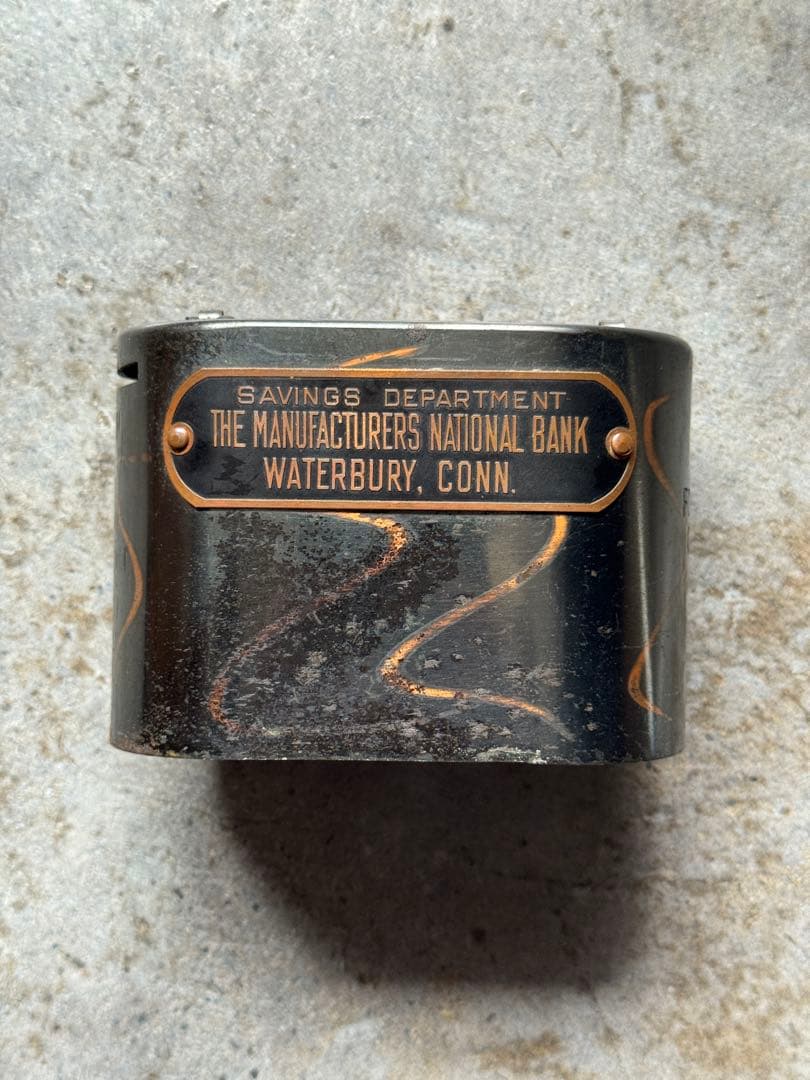 SAVINGS DEPARTMENT
THE MANUFACTURERS NATIONAL BANK
WATERBURY, CONN.